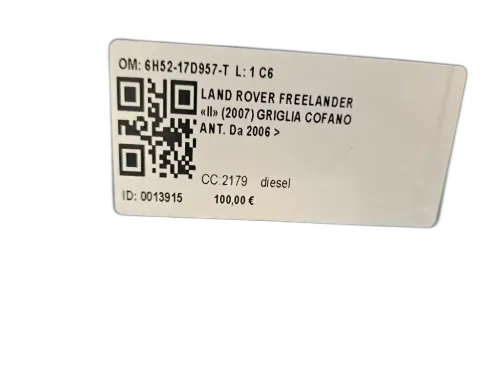 OM: 6H52-17D957-T L: 1 C6
LAND ROVER FREELANDER
«II» (2007) GRIGLIA COFANO
ANT. Da 2006 >
CC:2179 diesel
ID: 0013915 100,00 €